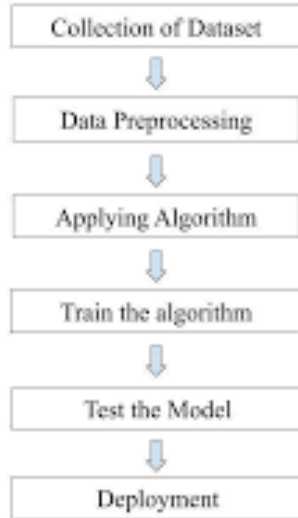 Collection of Dataset
Data Preprocessing
Applying Algorithm
Train the algorithm
Test the Model
Deployment